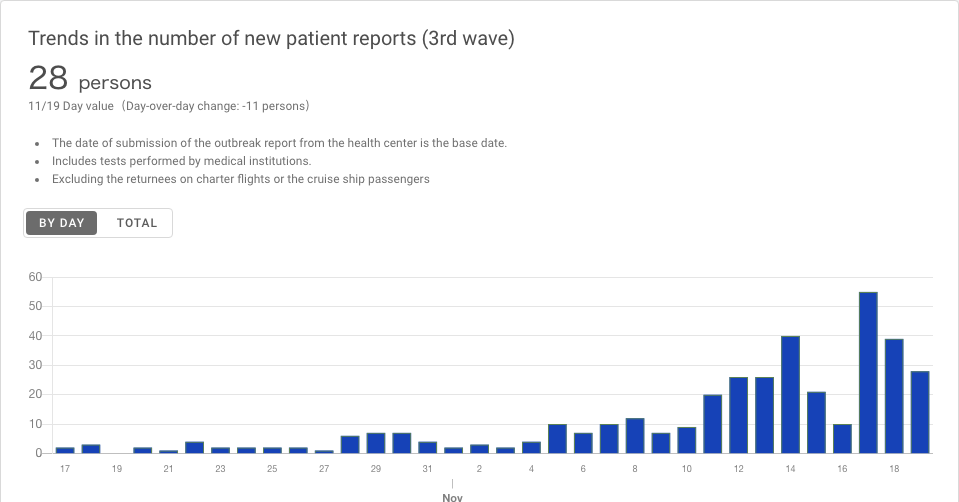 Trends in the number of new patient reports (3rd wave)
28 persons
11/19 Day value（Day-over-day change: -11 persons）
• The date of submission of the outbreak report from the health center is the base date.
• Includes tests performed by medical institutions.
• Excluding the returnees on charter flights or the cruise ship passengers
BY DAY TOTAL
60
50
40
30
20
10
0
17 19 21 23 25 27 29 31 2 4 6 8 10 12 14 16 18
Nov